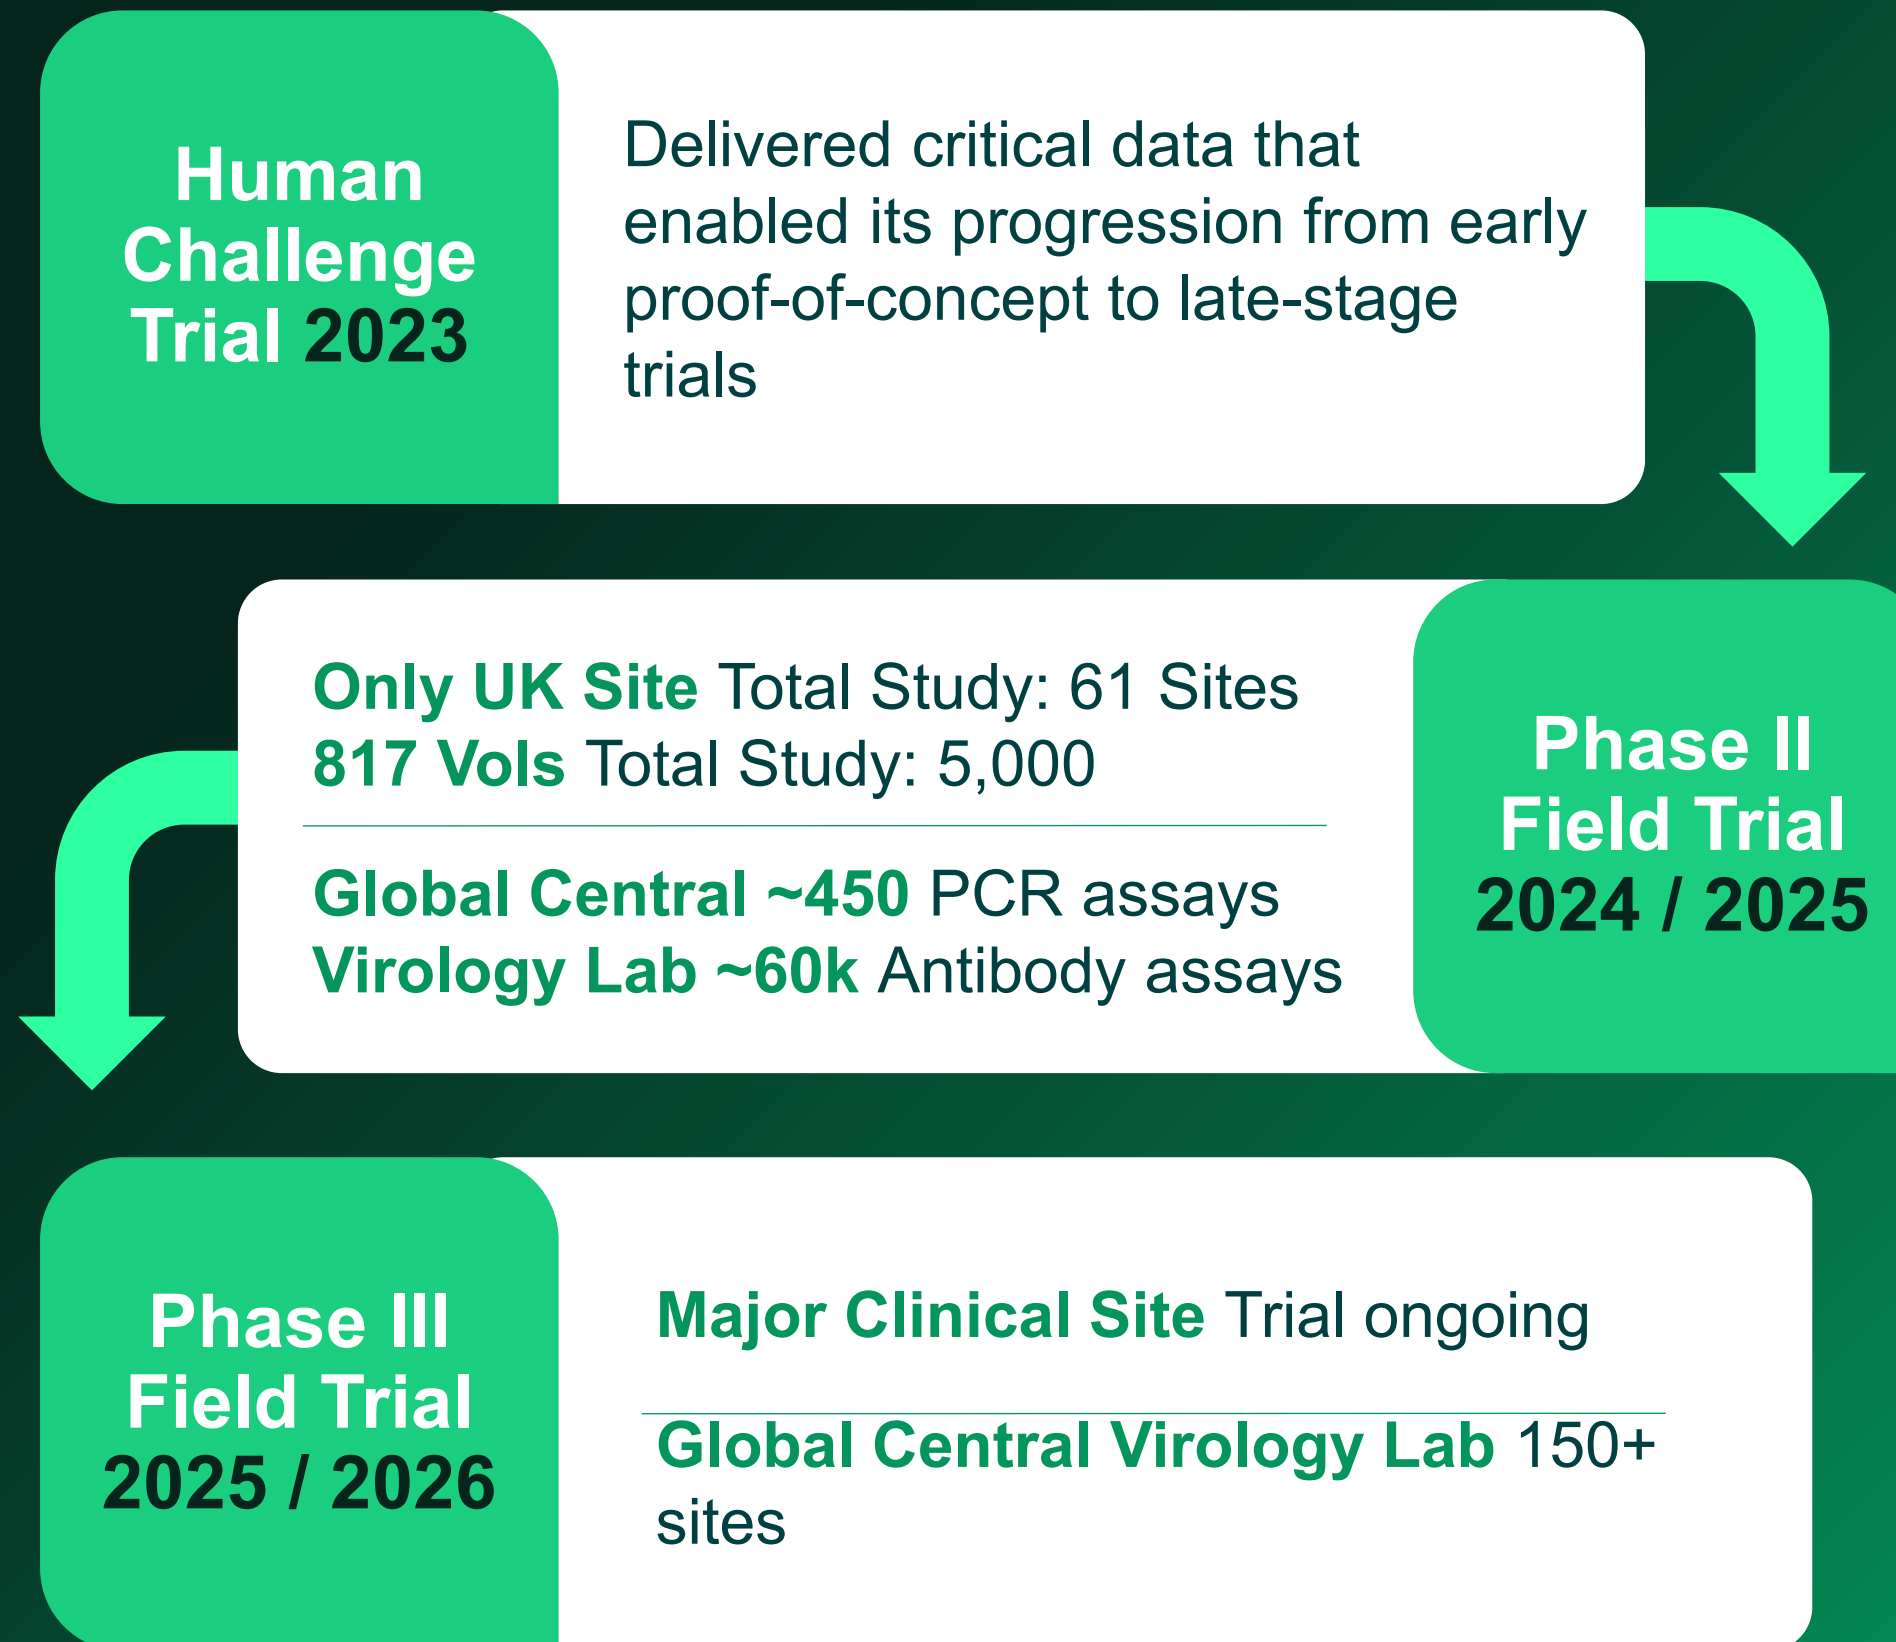 Human
Challenge
Trial 2023
Delivered critical data that
enabled its progression from early
proof-of-concept to late-stage
trials
Only UK Site Total Study: 61 Sites
817 Vols Total Study: 5,000
Global Central ~450 PCR assays
Virology Lab ~60k Antibody assays
Phase II
Field Trial
2024 / 2025
Phase III
Field Trial
2025 / 2026
Major Clinical Site Trial ongoing
Global Central Virology Lab 150+
sites